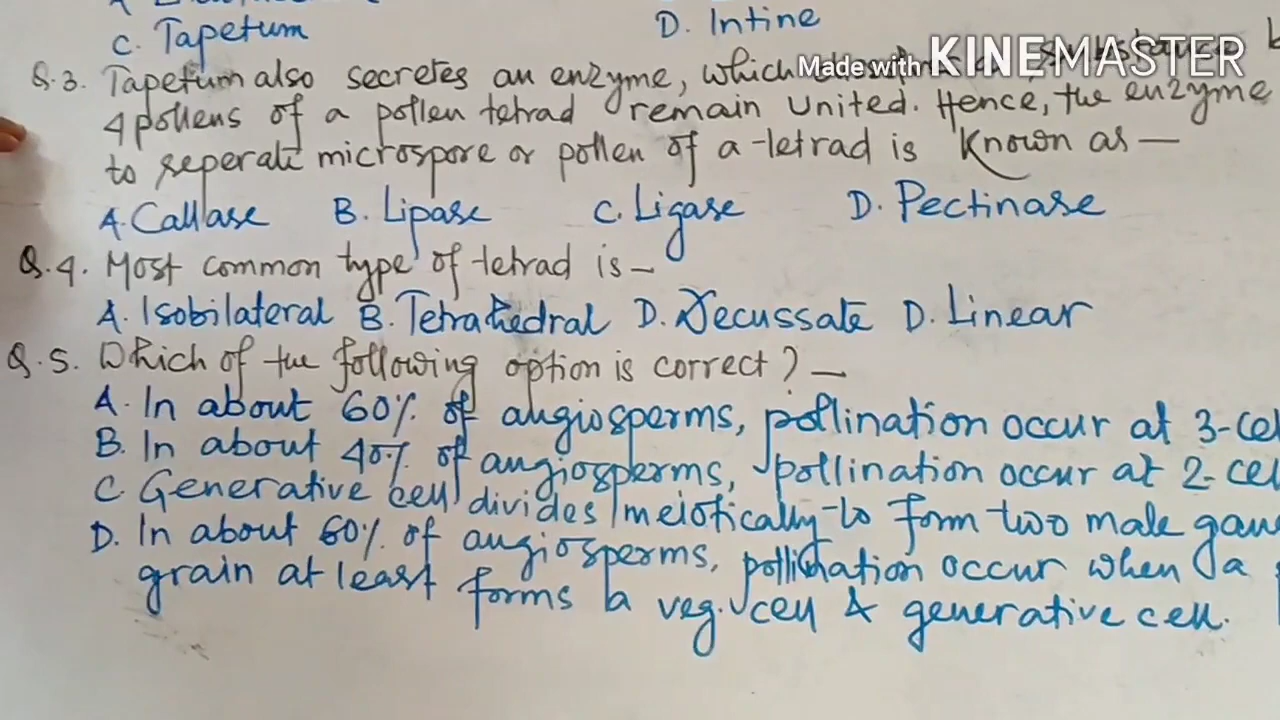 C. Tapetum D. Intine
Made with KINEMASTER
Q.3. Tapetum also secretes an enzyme, which substance
4 pollens of a pollen tetrad remain united. Hence, the enzyme
to seperate microspore or pollen of a tetrad is known as —
A. Callase B. Lipase C. Ligase D. Pectinase
Q.4. Most common type of tetrad is —
A. Isobilateral B. Tetrahedral D. Decussate D. Linear
Q.5. Which of the following option is correct? —
A. In about 60% of angiosperms, pollination occur at 3-cel
B. In about 40% of angiosperms, pollination occur at 2-cel
C. Generative cell divides meiotically to form two male gam
D. In about 60% of angiosperms, pollination occur when a
grain at least forms a veg. cell & generative cell.